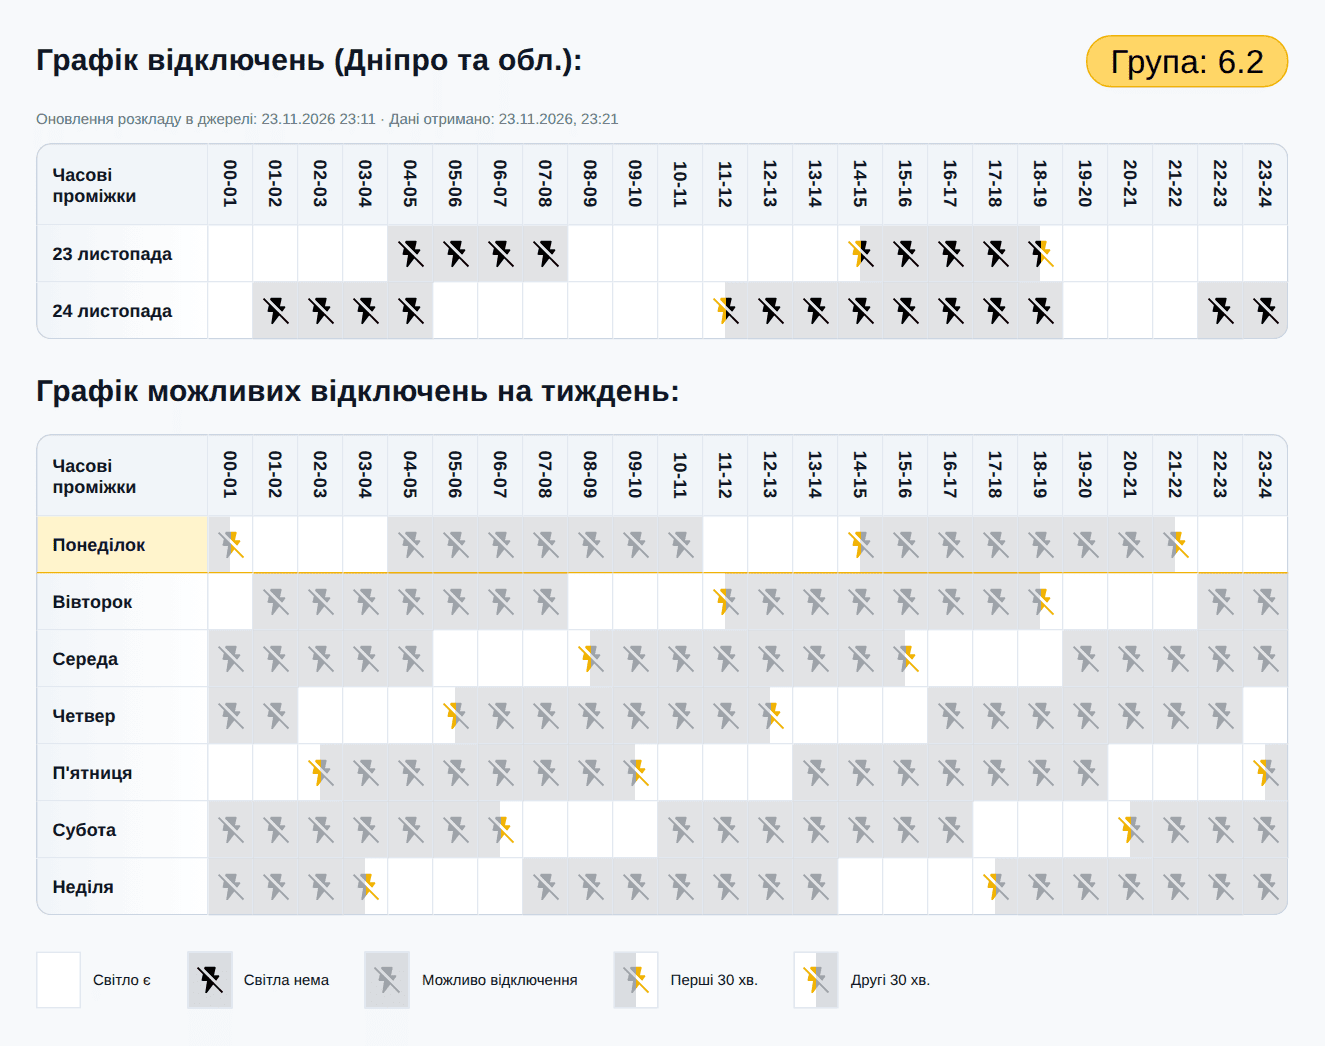 Графік відключень (Дніпро та обл.):
Група: 6.2
Оновлення розкладу в джерелі: 23.11.2026 23:11 · Дані отримано: 23.11.2026, 23:21
Часові проміжки 00-01 01-02 02-03 03-04 04-05 05-06 06-07 07-08 08-09 09-10 10-11 11-12 12-13 13-14 14-15 15-16 16-17 17-18 18-19 19-20 20-21 21-22 22-23 23-24
23 листопада
24 листопада
Графік можливих відключень на тиждень:
Часові проміжки 00-01 01-02 02-03 03-04 04-05 05-06 06-07 07-08 08-09 09-10 10-11 11-12 12-13 13-14 14-15 15-16 16-17 17-18 18-19 19-20 20-21 21-22 22-23 23-24
Понеділок
Вівторок
Середа
Четвер
П'ятниця
Субота
Неділя
Світло є Світла нема Можливо відключення Перші 30 хв. Другі 30 хв.